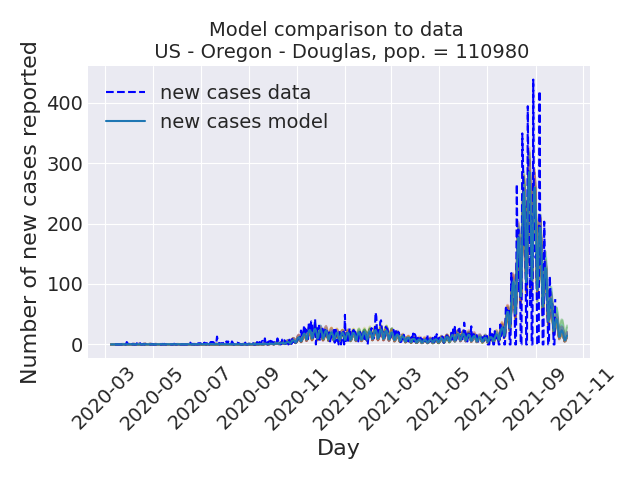 Model comparison to data
US - Oregon - Douglas, pop. = 110980
Number of new cases reported
400
300
200
100
0
new cases data
new cases model
2020-03
2020-05
2020-07
2020-09
2020-11
2021-01
2021-03
2021-05
2021-07
2021-09
2021-11
Day